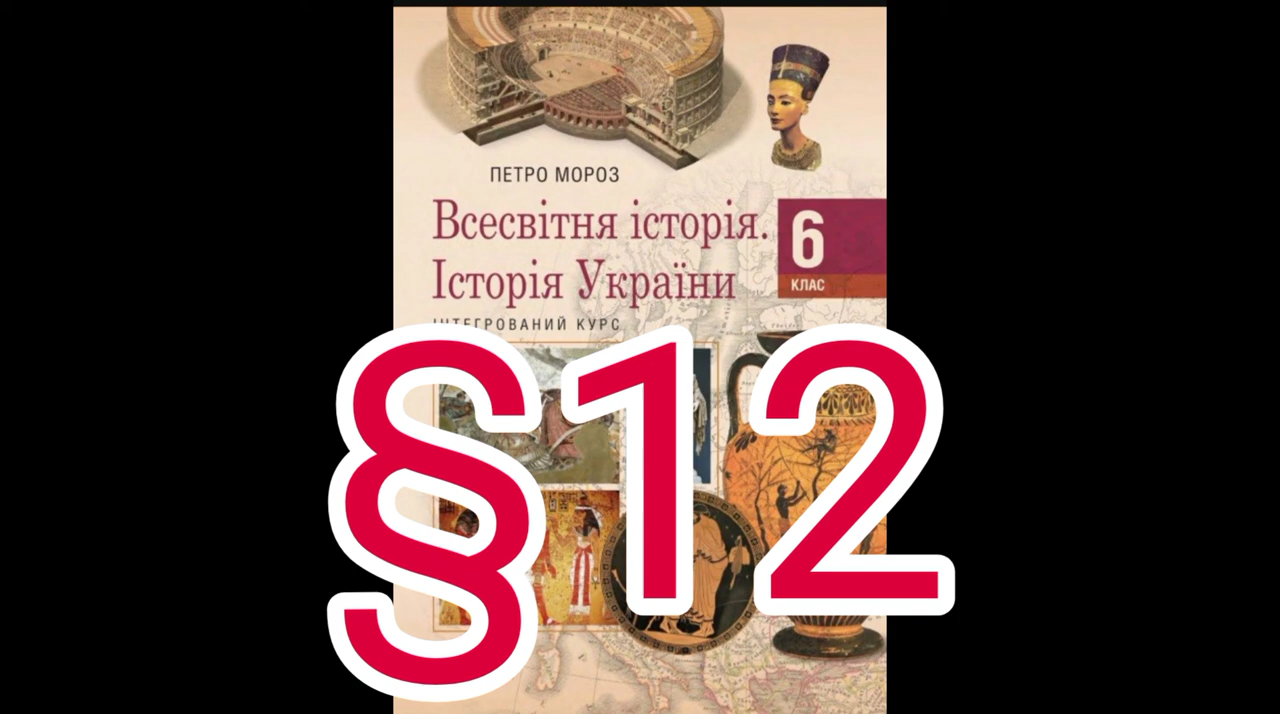 ПЕТРО МОРОЗ
Всесвітня історія.
Історія України
6
КЛАС
ІНТЕГРОВАНИЙ КУРС
§12